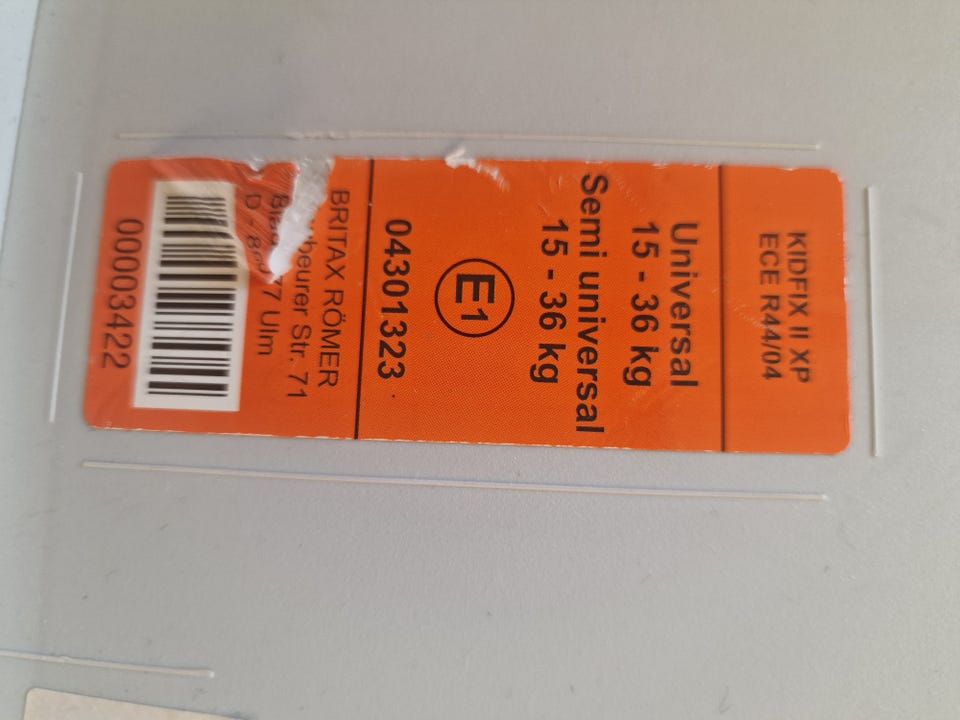 KIDFIX II XP
ECE R44/04
Universal
15 - 36 kg
Semi universal
15 - 36 kg
E1
04301323
BRITAX RÖMER
Str. 71
Ulm
00003422